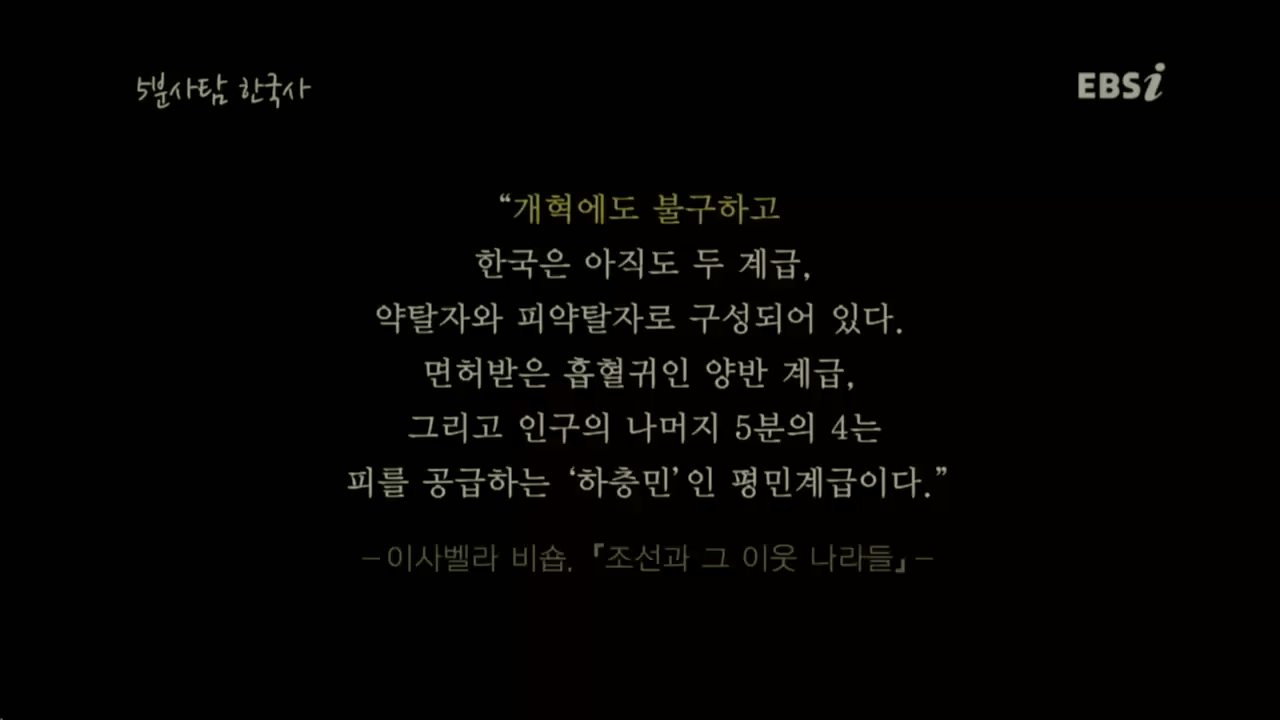 5분사탐 한국사
EBSi
“개혁에도 불구하고
한국은 아직도 두 계급,
약탈자와 피약탈자로 구성되어 있다.
면허받은 흡혈귀인 양반 계급,
그리고 인구의 나머지 5분의 4는
피를 공급하는 ‘하층민’인 평민계급이다.”
–이사벨라 비숍, 『조선과 그 이웃 나라들』–